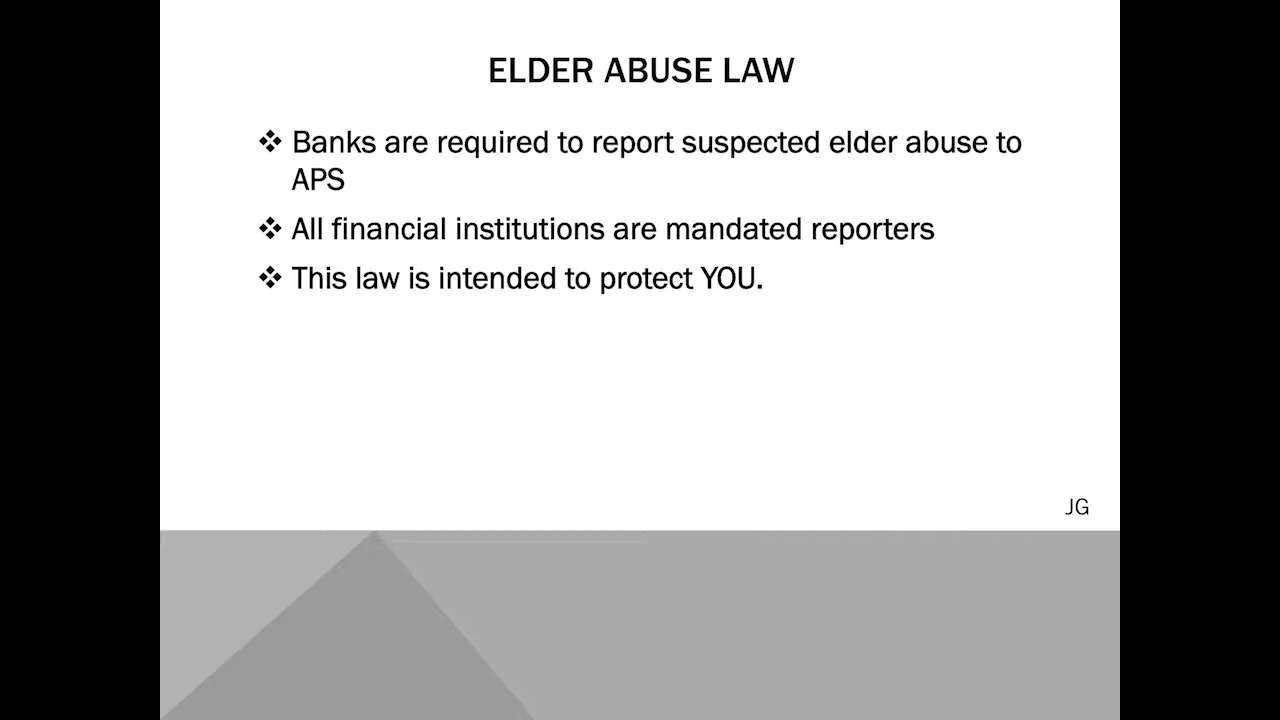 ELDER ABUSE LAW
❖ Banks are required to report suspected elder abuse to
APS
❖ All financial institutions are mandated reporters
❖ This law is intended to protect YOU.
JG